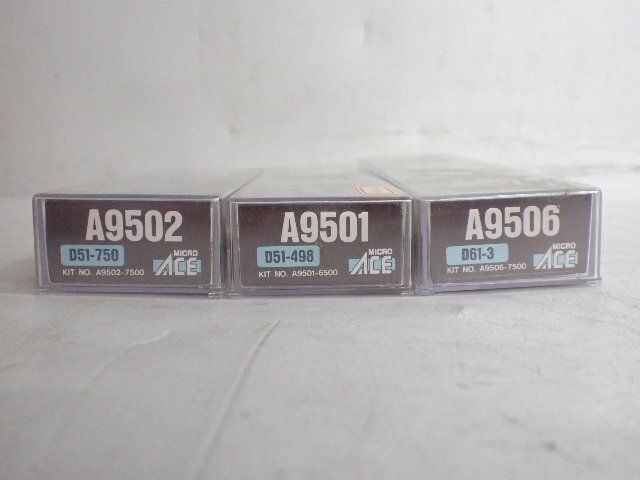 A9502
D51-750
MICRO
ACE
KIT NO. A9502-7500
A9501
D51-498
MICRO
ACE
KIT NO. A9501-6500
A9506
D61-3
MICRO
ACE
KIT NO. A9506-7500